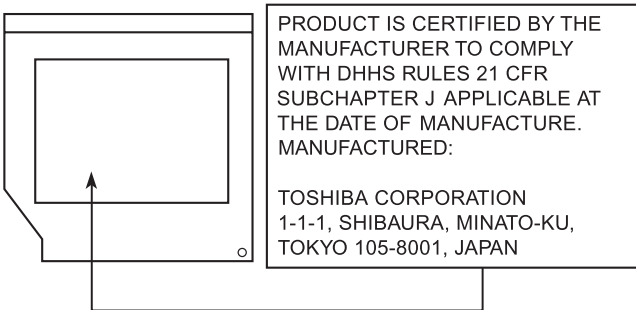 PRODUCT IS CERTIFIED BY THE
MANUFACTURER TO COMPLY
WITH DHHS RULES 21 CFR
SUBCHAPTER J APPLICABLE AT
THE DATE OF MANUFACTURE.
MANUFACTURED:
TOSHIBA CORPORATION
1-1-1, SHIBAURA, MINATO-KU,
TOKYO 105-8001, JAPAN